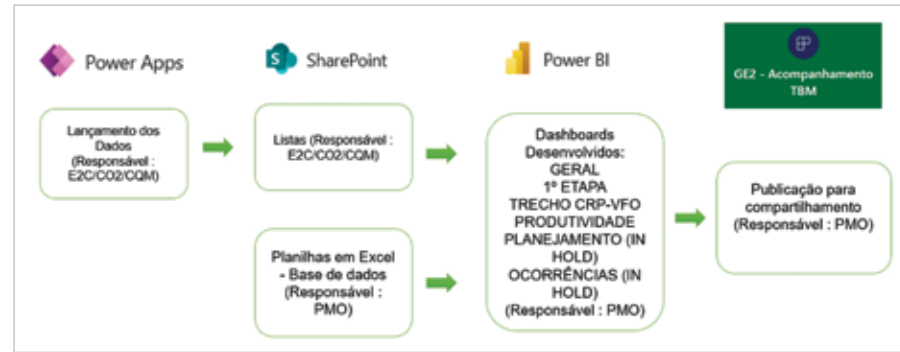 Power Apps
SharePoint
Power BI
GE2 - Acompanhamento
TBM
Lançamento dos
Dados
(Responsável :
E2C/CO2/CQM)
Listas (Responsável :
E2C/CO2/CQM)
Planilhas em Excel
- Base de dados
(Responsável :
PMO)
Dashboards
Desenvolvidos:
GERAL
1º ETAPA
TRECHO CRP-VFO
PRODUTIVIDADE
PLANEJAMENTO (IN
HOLD)
OCORRÊNCIAS (IN
HOLD)
(Responsável : PMO)
Publicação para
compartilhamento
(Responsável : PMO)